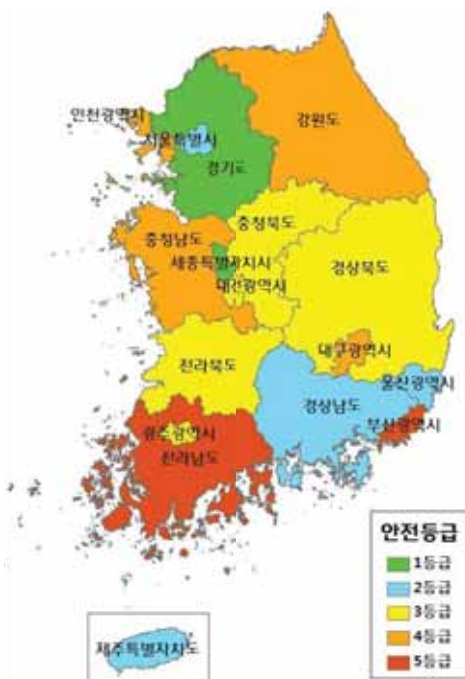 인천광역시
서울특별시
강원도
경기도
충청북도
충청남도
세종특별자치시
경상북도
대전광역시
대구광역시
전라북도
울산광역시
경상남도
부산광역시
광주광역시
전라남도
제주특별자치도
안전등급
1등급
2등급
3등급
4등급
5등급